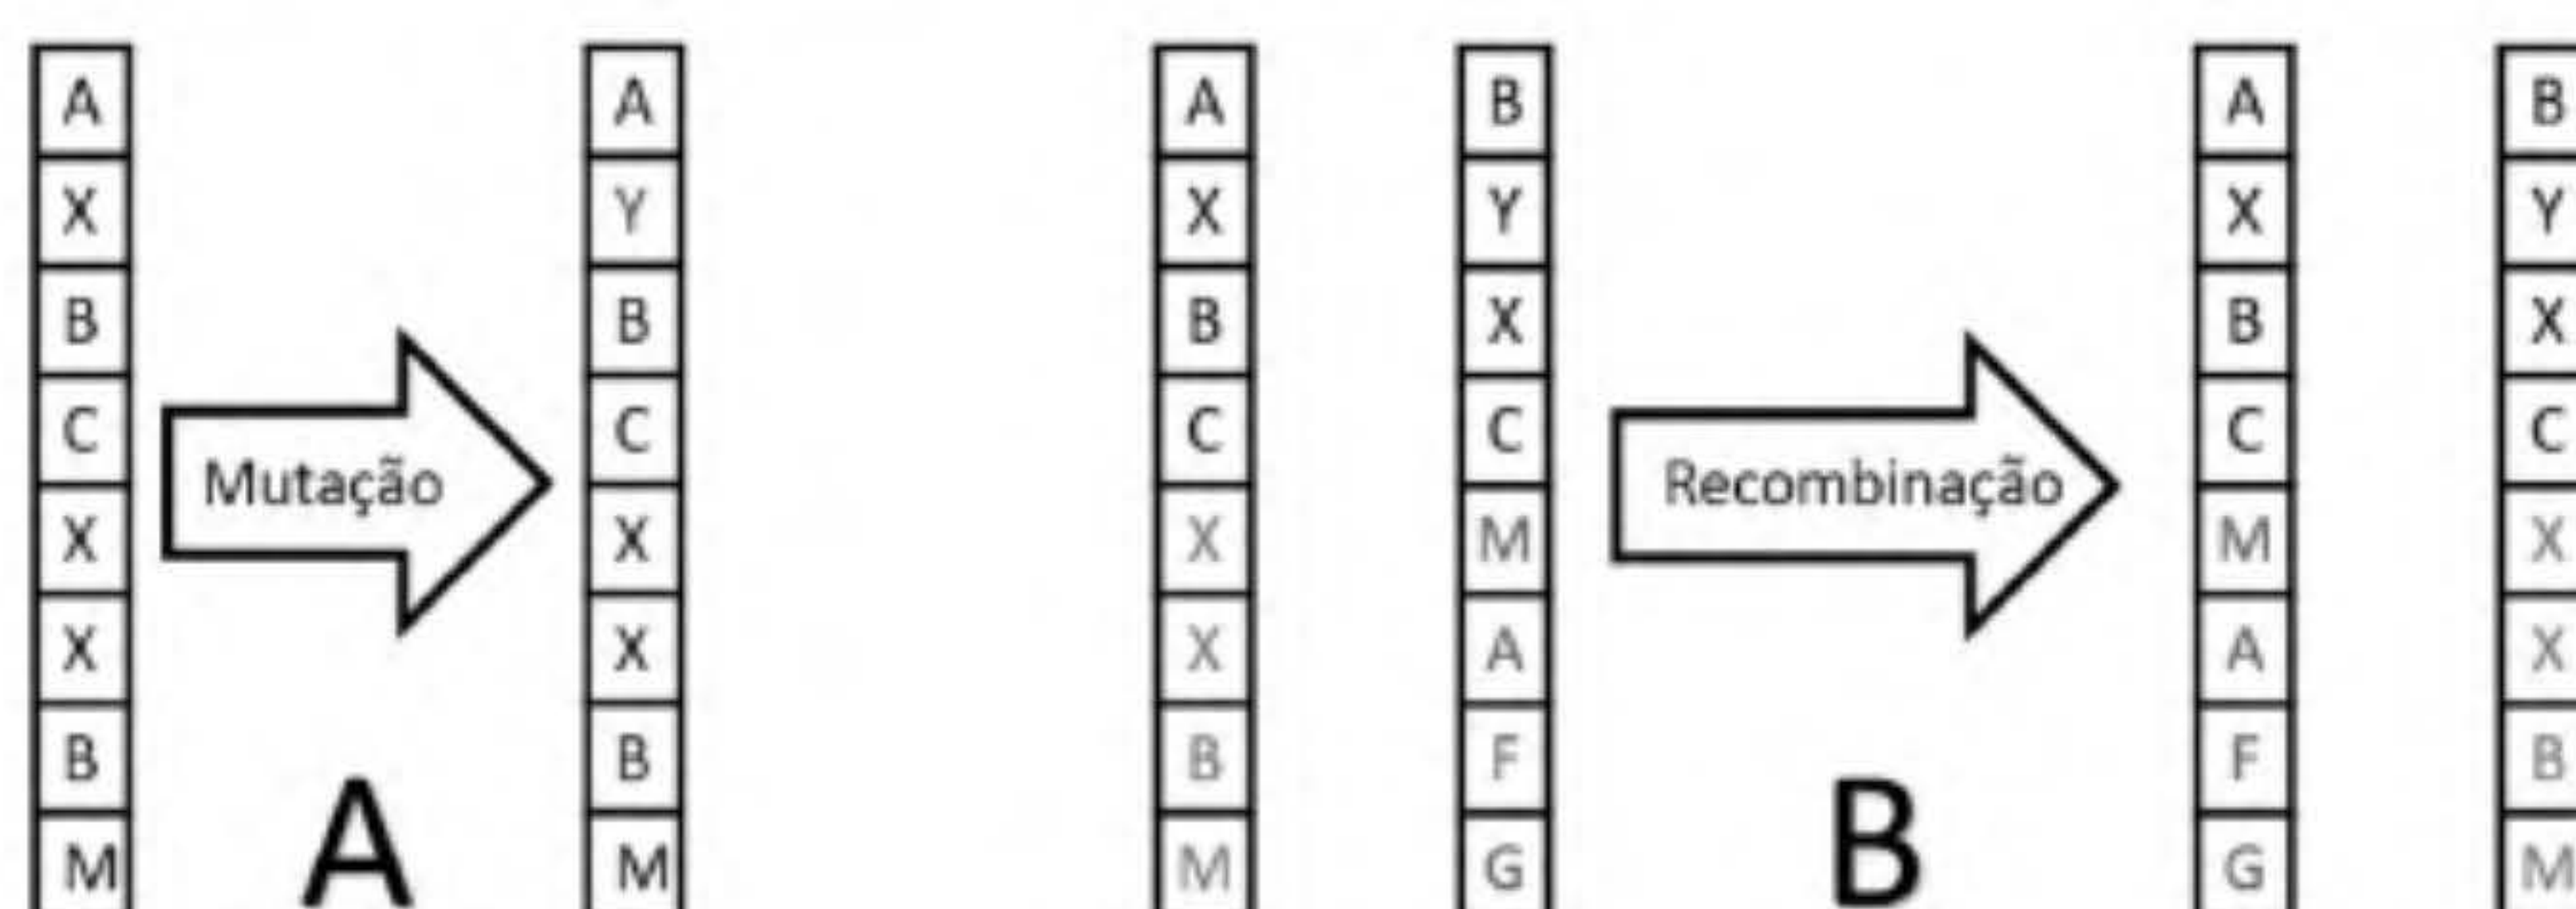 A A A B A B
X Y X Y X Y
B B B X B X
C C C C C C
X Mutação X X M Recombinação M X
X X X A A X
B B B F F B
M A M M G B G M